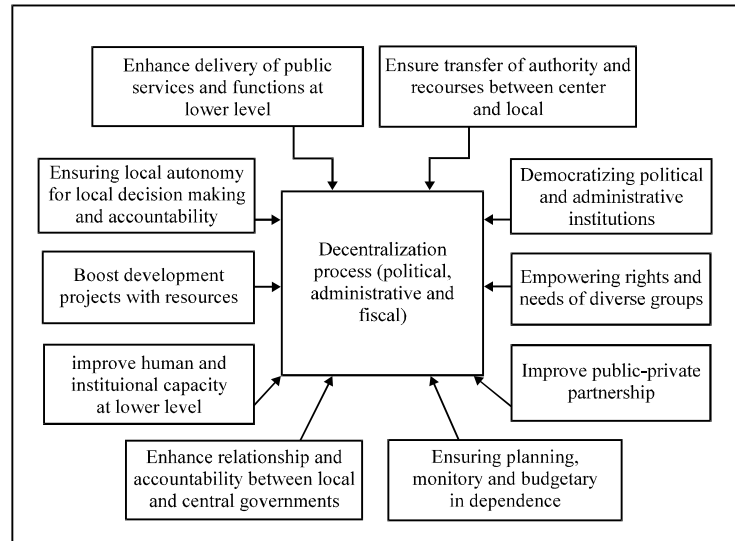 Enhance delivery of public
services and functions at
lower level
Ensure transfer of authority and
recourses between center
and local
Ensuring local autonomy
for local decision making
and accountability
Democratizing political
and administrative
institutions
Decentralization
process (political,
administrative and
fiscal)
Boost development
projects with resources
Empowering rights and
needs of diverse groups
improve human and
instituional capacity
at lower level
Improve public-private
partnership
Enhance relationship and
accountability between local
and central governments
Ensuring planning,
monitory and budgetary
in dependence